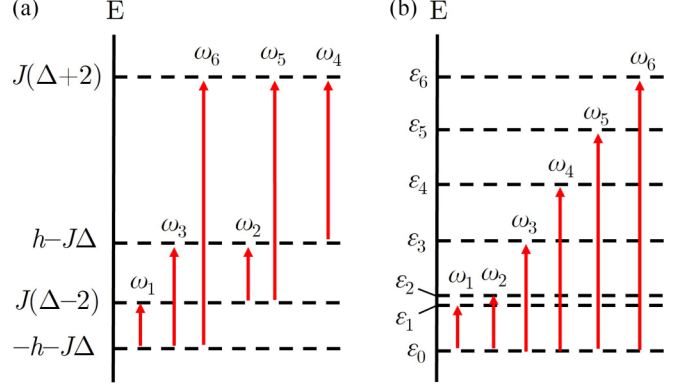 (a) E
J(Δ+2)
h−JΔ
J(Δ−2)
−h−JΔ
ω₆ ω₅ ω₄
ω₃ ω₂
ω₁
(b) E
ε₆
ε₅
ε₄
ε₃
ε₂
ε₁
ε₀
ω₆
ω₅
ω₄
ω₃
ω₁ ω₂